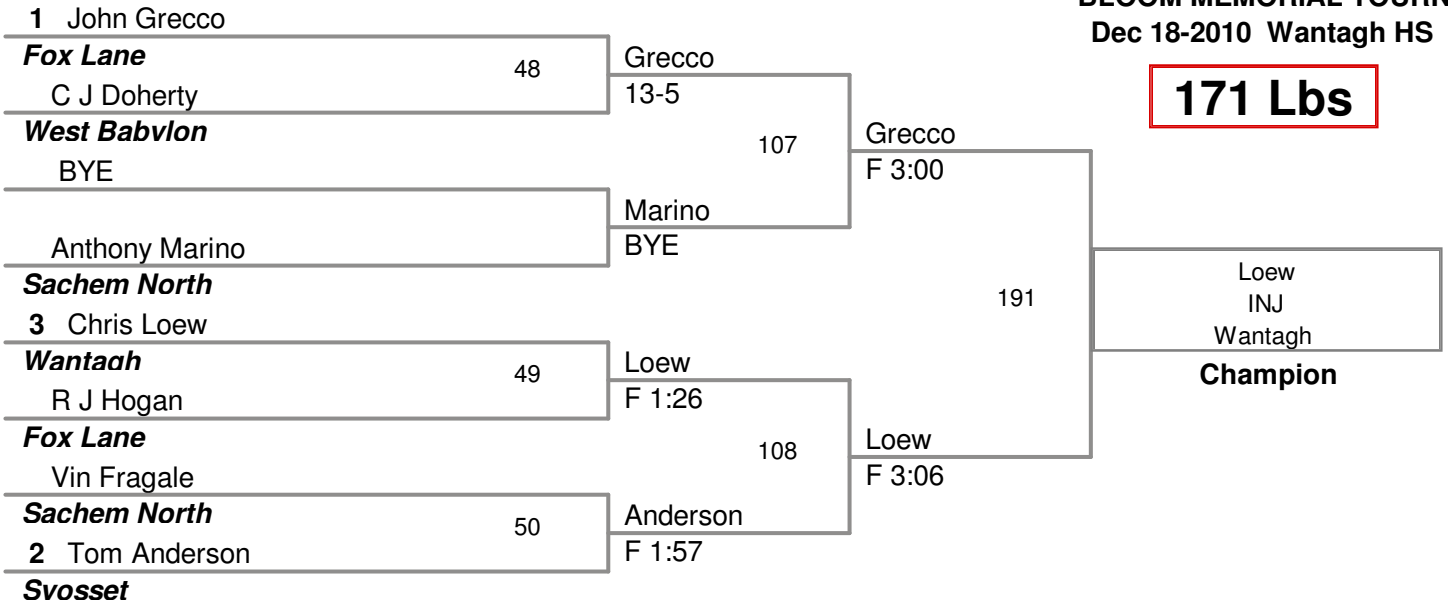 1 John Grecco
Fox Lane
C J Doherty
West Babylon
BYE
Anthony Marino
Sachem North
3 Chris Loew
Wantagh
R J Hogan
Fox Lane
Vin Fragale
Sachem North
2 Tom Anderson
Syosset
48
49
50
Grecco
13-5
Marino
BYE
Loew
F 1:26
Anderson
F 1:57
107
108
Grecco
F 3:00
Loew
F 3:06
191
MEMORIAL
Dec 18-2010 Wantagh HS
171 Lbs
Loew
INJ
Wantagh
Champion